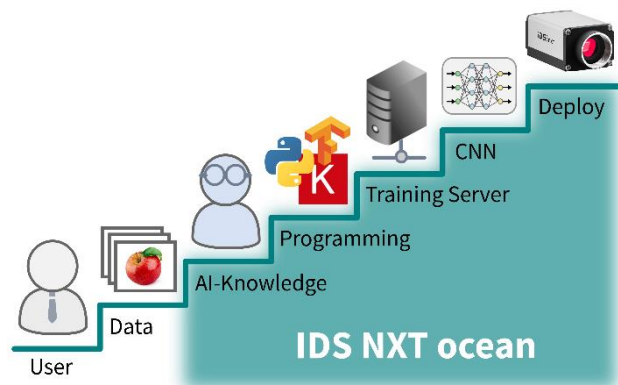 User
Data
AI-Knowledge
Programming
Training Server
CNN
Deploy
K
IDS NXT ocean